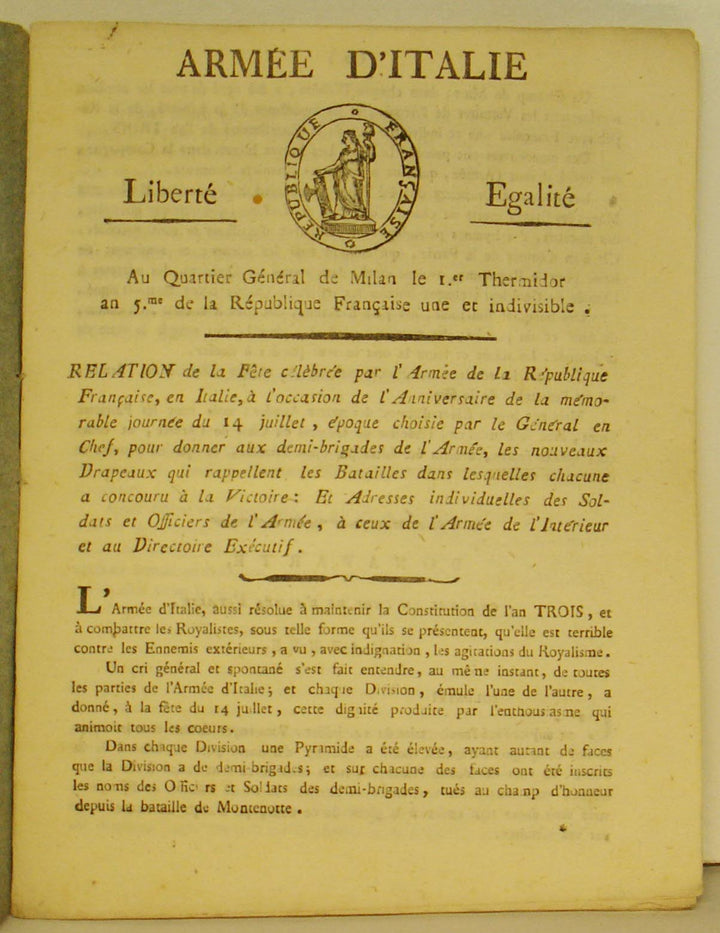 ARMÉE D'ITALIE
RÉPUBLIQUE FRANÇAISE
Liberté
Egalité
Au Quartier Général de Milan le 1.er Thermidor
an 5.me de la République Française une et indivisible .
RELATION de la Fête célèbrée par l'Armée de la République
Française, en Italie, à l'occasion de l'Anniversaire de la mémo-
rable journée du 14 juillet , époque choisie par le Général en
Chef, pour donner aux demi-brigades de l'Armée, les nouveaux
Drapeaux qui rappellent les Batailles dans lesquelles chacune
a concouru à la Victoire : Et Adresses individuelles des Sol-
dats et Officiers de l'Armée , à ceux de l'Armée de l'Intérieur
et au Directoire Exécutif .
L'Armée d'Italie, aussi résolue à maintenir la Constitution de l'an TROIS , et
à combattre les Royalistes, sous telle forme qu'ils se présentent, qu'elle est terrible
contre les Ennemis extérieurs , a vu , avec indignation , les agitations du Royalisme.
Un cri général et spontané s'est fait entendre, au même instant, de toutes
les parties de l'Armée d'Italie; et chaque Division , émule l'une de l'autre , a
donné, à la fête du 14 juillet , cette dignité produite par l'enthousiasme qui
animoit tous les coeurs.
Dans chaque Division une Pyramide a été élevée, ayant autant de faces
que la Division a de demi-brigades; et sur chacune des faces ont été inscrits
les noms des Officiers et Soldats des demi-brigades, tués au champ d'honneur
depuis la bataille de Montenotte .
*